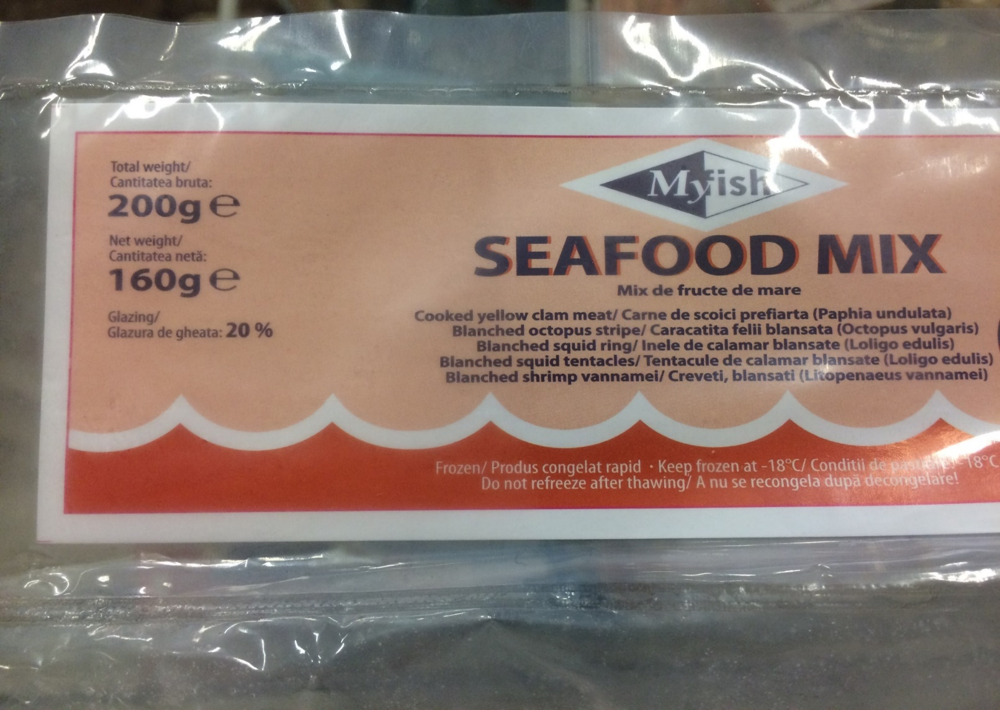 Total weight/
Cantitatea bruta:
200g ℮
Net weight/
Cantitatea netă:
160g ℮
Glazing/
Glazura de gheata: 20 %
Myfish
SEAFOOD MIX
Mix de fructe de mare
Cooked yellow clam meat/ Carne de scoici prefiarta (Paphia undulata)
Blanched octopus stripe/ Caracatita felii blansata (Octopus vulgaris)
Blanched squid ring/ Inele de calamar blansate (Loligo edulis)
Blanched squid tentacles/ Tentacule de calamar blansate (Loligo edulis)
Blanched shrimp vannamei/ Creveti, blansati (Litopenaeus vannamei)
Frozen/ Produs congelat rapid · Keep frozen at -18°C/ Conditii de -18°C
Do not refreeze after thawing/ A nu se recongela după decongelare!